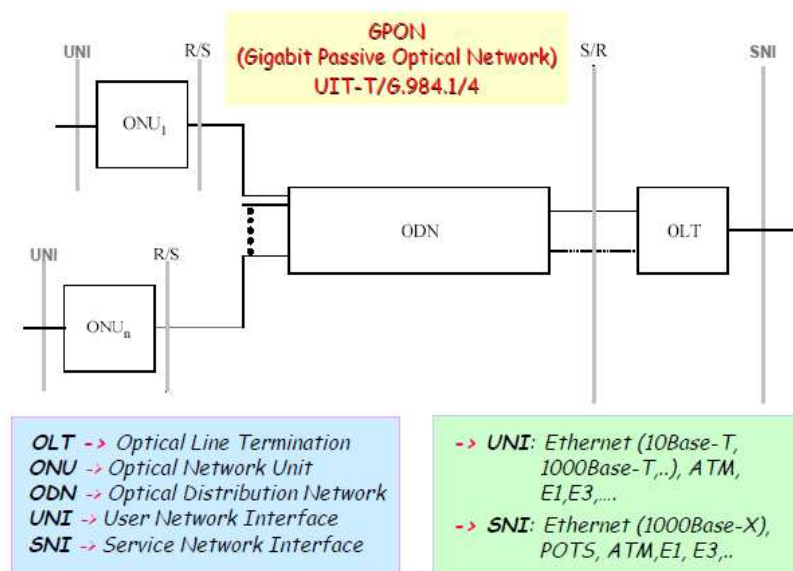 GPON
(Gigabit Passive Optical Network)
UIT-T/G.984.1/4
UNI
R/S
S/R
SNI
ONU1
ODN
OLT
UNI
R/S
ONUn
OLT -> Optical Line Termination
ONU -> Optical Network Unit
ODN -> Optical Distribution Network
UNI -> User Network Interface
SNI -> Service Network Interface
-> UNI: Ethernet (10Base-T,
1000Base-T,..), ATM,
E1,E3,....
-> SNI: Ethernet (1000Base-X),
POTS, ATM,E1, E3,..